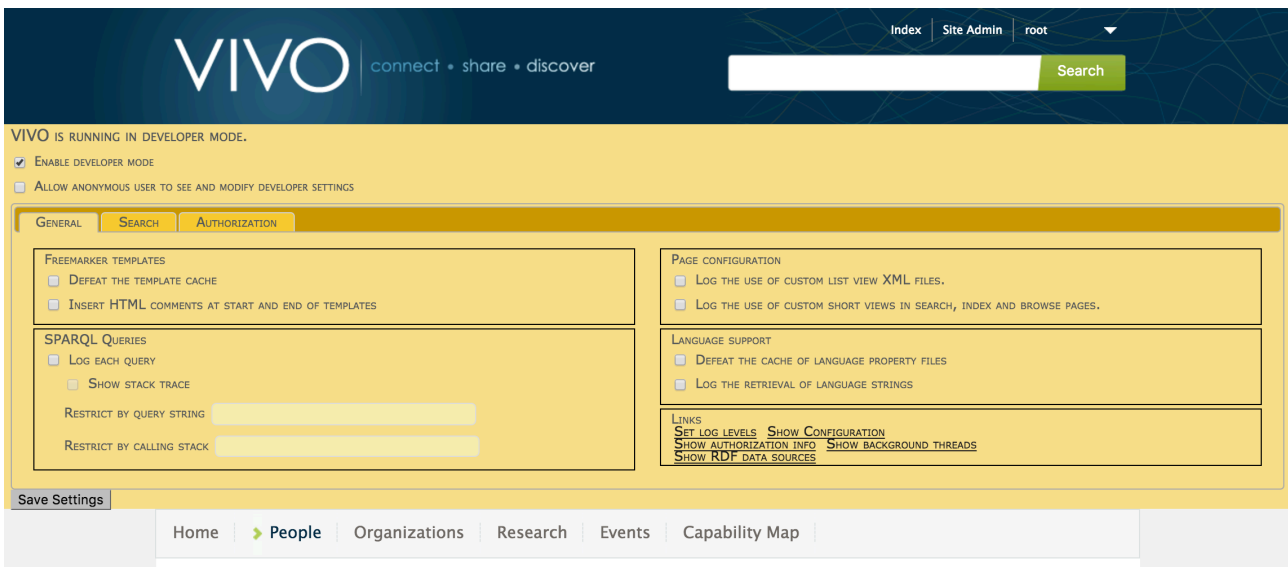 Index Site Admin root
VIVO connect • share • discover
Search
VIVO IS RUNNING IN DEVELOPER MODE.
ENABLE DEVELOPER MODE
ALLOW ANONYMOUS USER TO SEE AND MODIFY DEVELOPER SETTINGS
GENERAL SEARCH AUTHORIZATION
FREEMARKER TEMPLATES
DEFEAT THE TEMPLATE CACHE
INSERT HTML COMMENTS AT START AND END OF TEMPLATES
SPARQL QUERIES
LOG EACH QUERY
SHOW STACK TRACE
RESTRICT BY QUERY STRING
RESTRICT BY CALLING STACK
PAGE CONFIGURATION
LOG THE USE OF CUSTOM LIST VIEW XML FILES.
LOG THE USE OF CUSTOM SHORT VIEWS IN SEARCH, INDEX AND BROWSE PAGES.
LANGUAGE SUPPORT
DEFEAT THE CACHE OF LANGUAGE PROPERTY FILES
LOG THE RETRIEVAL OF LANGUAGE STRINGS
LINKS
SET LOG LEVELS SHOW CONFIGURATION
SHOW AUTHORIZATION INFO SHOW BACKGROUND THREADS
SHOW RDF DATA SOURCES
Save Settings
Home People Organizations Research Events Capability Map